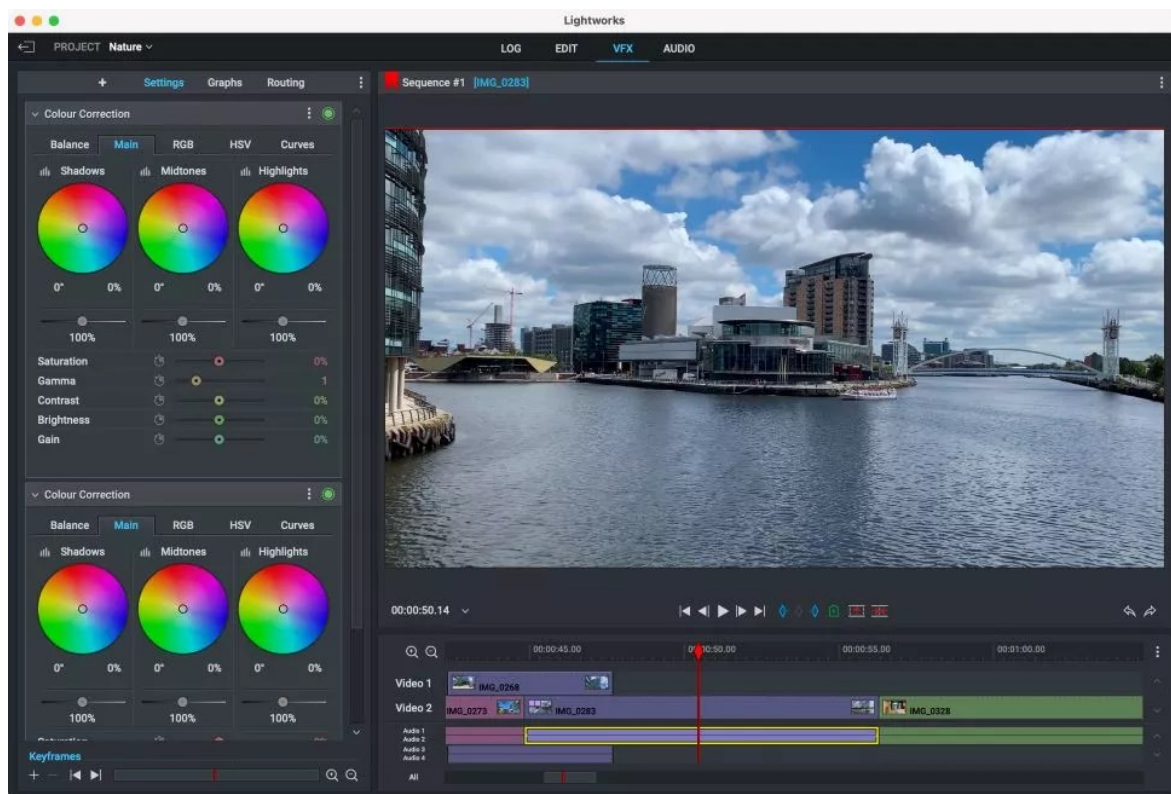 Lightworks
PROJECT Nature
LOG EDIT VFX AUDIO
+ Settings Graphs Routing
Sequence #1 [IMG_0283]
Colour Correction
Balance Main RGB HSV Curves
Shadows Midtones Highlights
0° 0% 0° 0% 0° 0%
100% 100% 100%
Saturation 0%
Gamma 1
Contrast 0%
Brightness 0%
Gain 0%
Colour Correction
Balance Main RGB HSV Curves
Shadows Midtones Highlights
0° 0% 0° 0% 0° 0%
100% 100% 100%
Keyframes
00:00:50.14
00:00:45.00 00:00:50.00 00:00:55.00 00:01:00.00
Video 1 IMG_0268
Video 2 IMG_0273 IMG_0283 IMG_0328
Audio 1
Audio 2
Audio 3
Audio 4
All